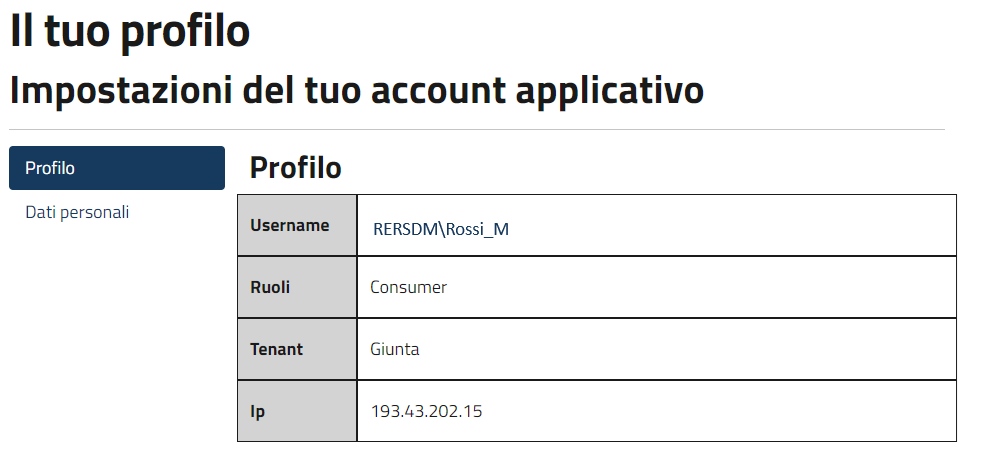 Il tuo profilo
Impostazioni del tuo account applicativo
Profilo
Dati personali
Profilo
Username RERSDM\Rossi_M
Ruoli Consumer
Tenant Giunta
Ip 193.43.202.15